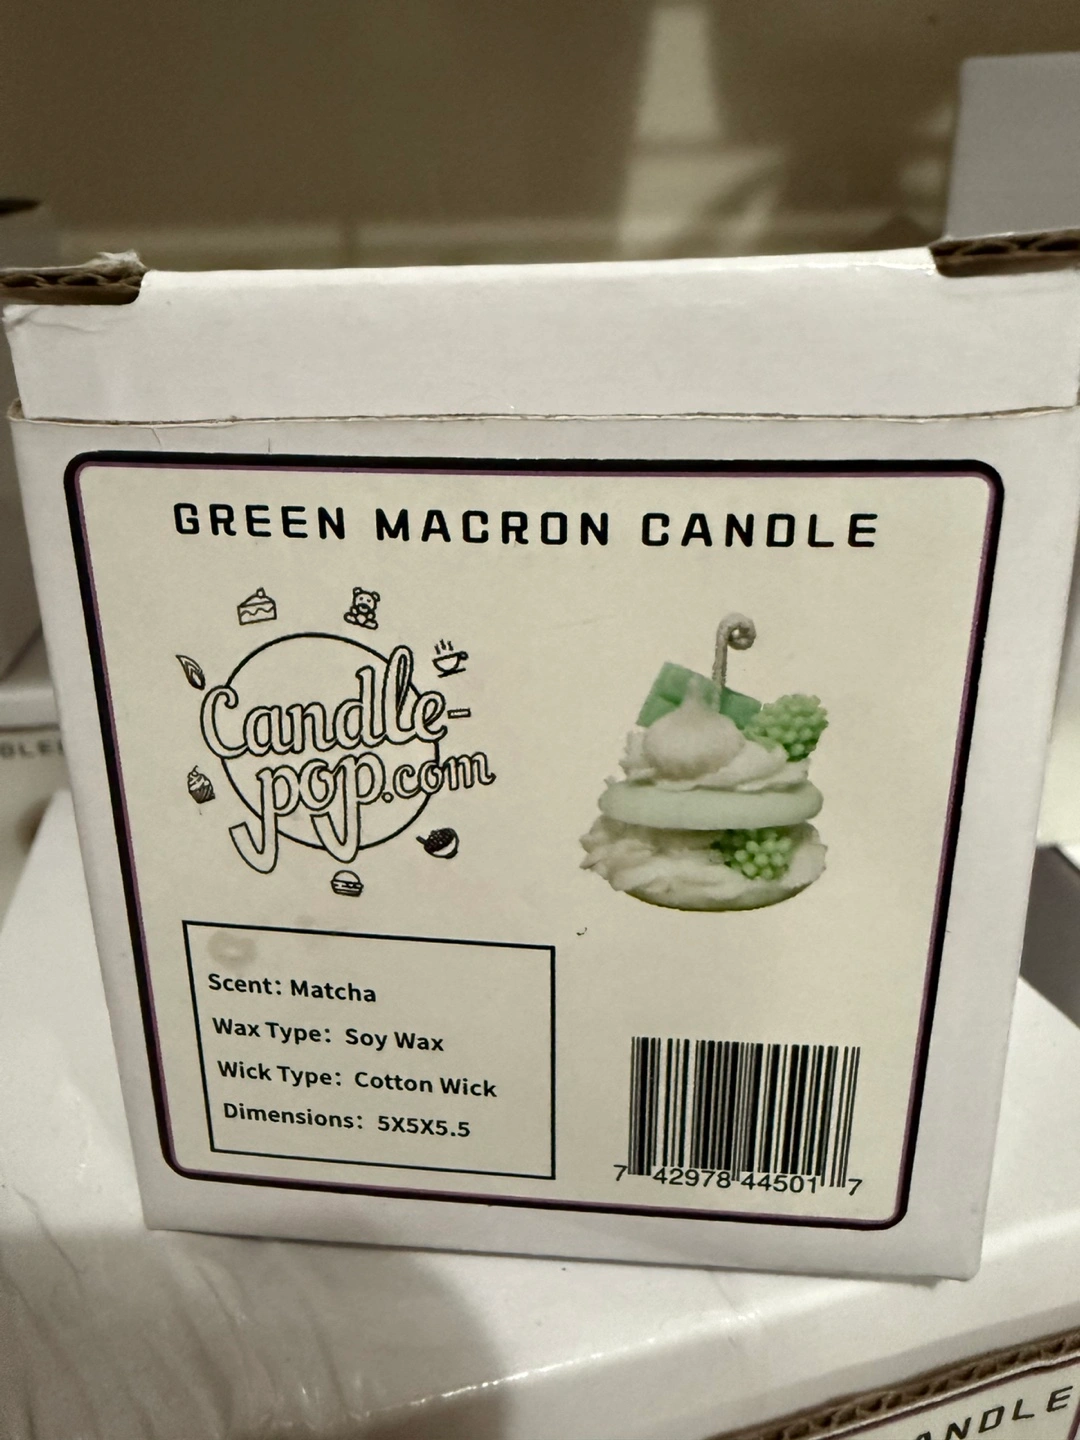 GREEN MACRON CANDLE
Candle-
pop.com
Scent: Matcha
Wax Type: Soy Wax
Wick Type: Cotton Wick
Dimensions: 5X5X5.5
7 42978 44501 7
ANDLE